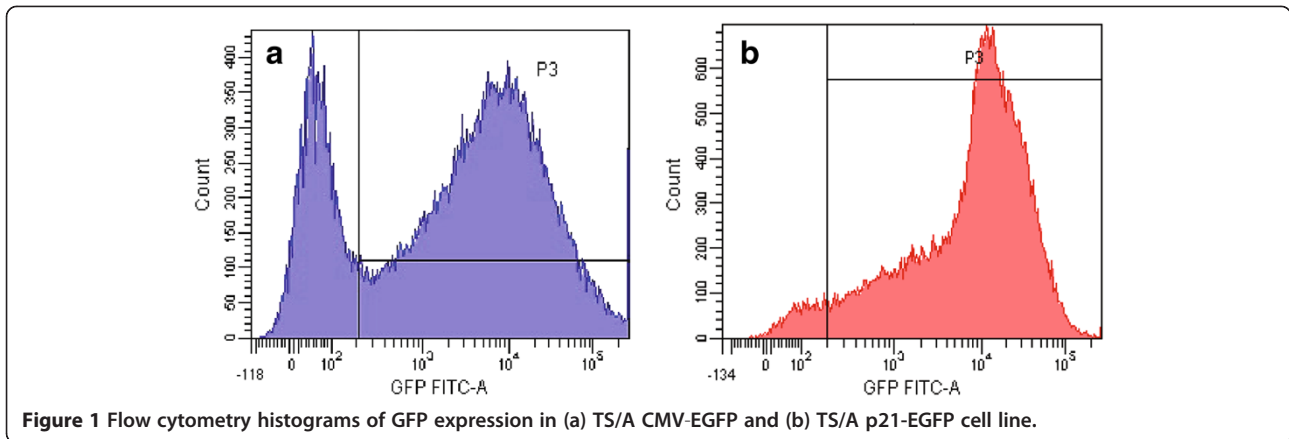 a
P3
Count
400
350
300
250
200
150
100
50
0
-118
0 10² 10³ 10⁴ 10⁵
GFP FITC-A
b
P3
Count
600
500
400
300
200
100
0
-134
0 10² 10³ 10⁴ 10⁵
GFP FITC-A
Figure 1 Flow cytometry histograms of GFP expression in (a) TS/A CMV-EGFP and (b) TS/A p21-EGFP cell line.